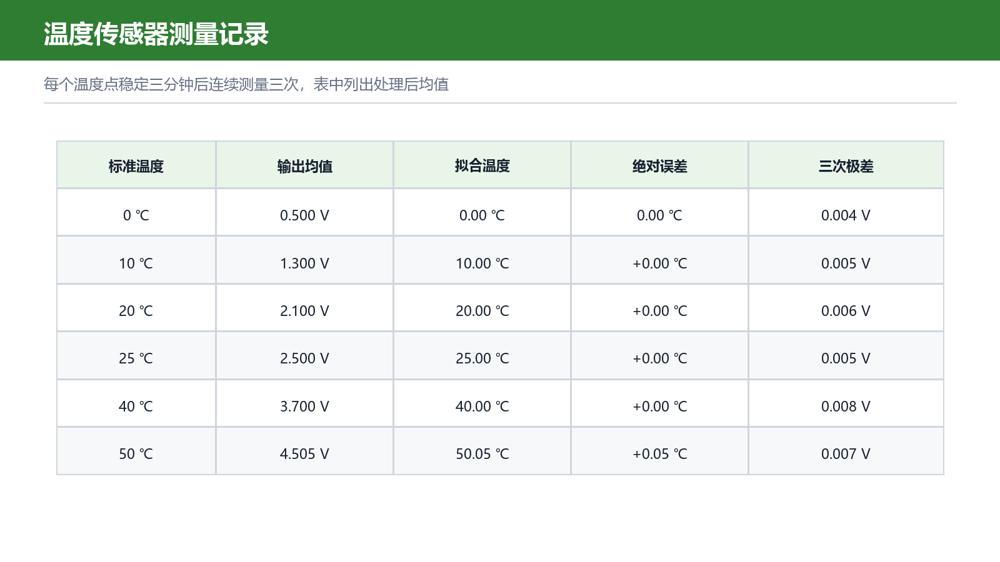 温度传感器测量记录
每个温度点稳定三分钟后连续测量三次，表中列出处理后均值
标准温度 输出均值 拟合温度 绝对误差 三次极差
0 ℃ 0.500 V 0.00 ℃ 0.00 ℃ 0.004 V
10 ℃ 1.300 V 10.00 ℃ +0.00 ℃ 0.005 V
20 ℃ 2.100 V 20.00 ℃ +0.00 ℃ 0.006 V
25 ℃ 2.500 V 25.00 ℃ +0.00 ℃ 0.005 V
40 ℃ 3.700 V 40.00 ℃ +0.00 ℃ 0.008 V
50 ℃ 4.505 V 50.05 ℃ +0.05 ℃ 0.007 V